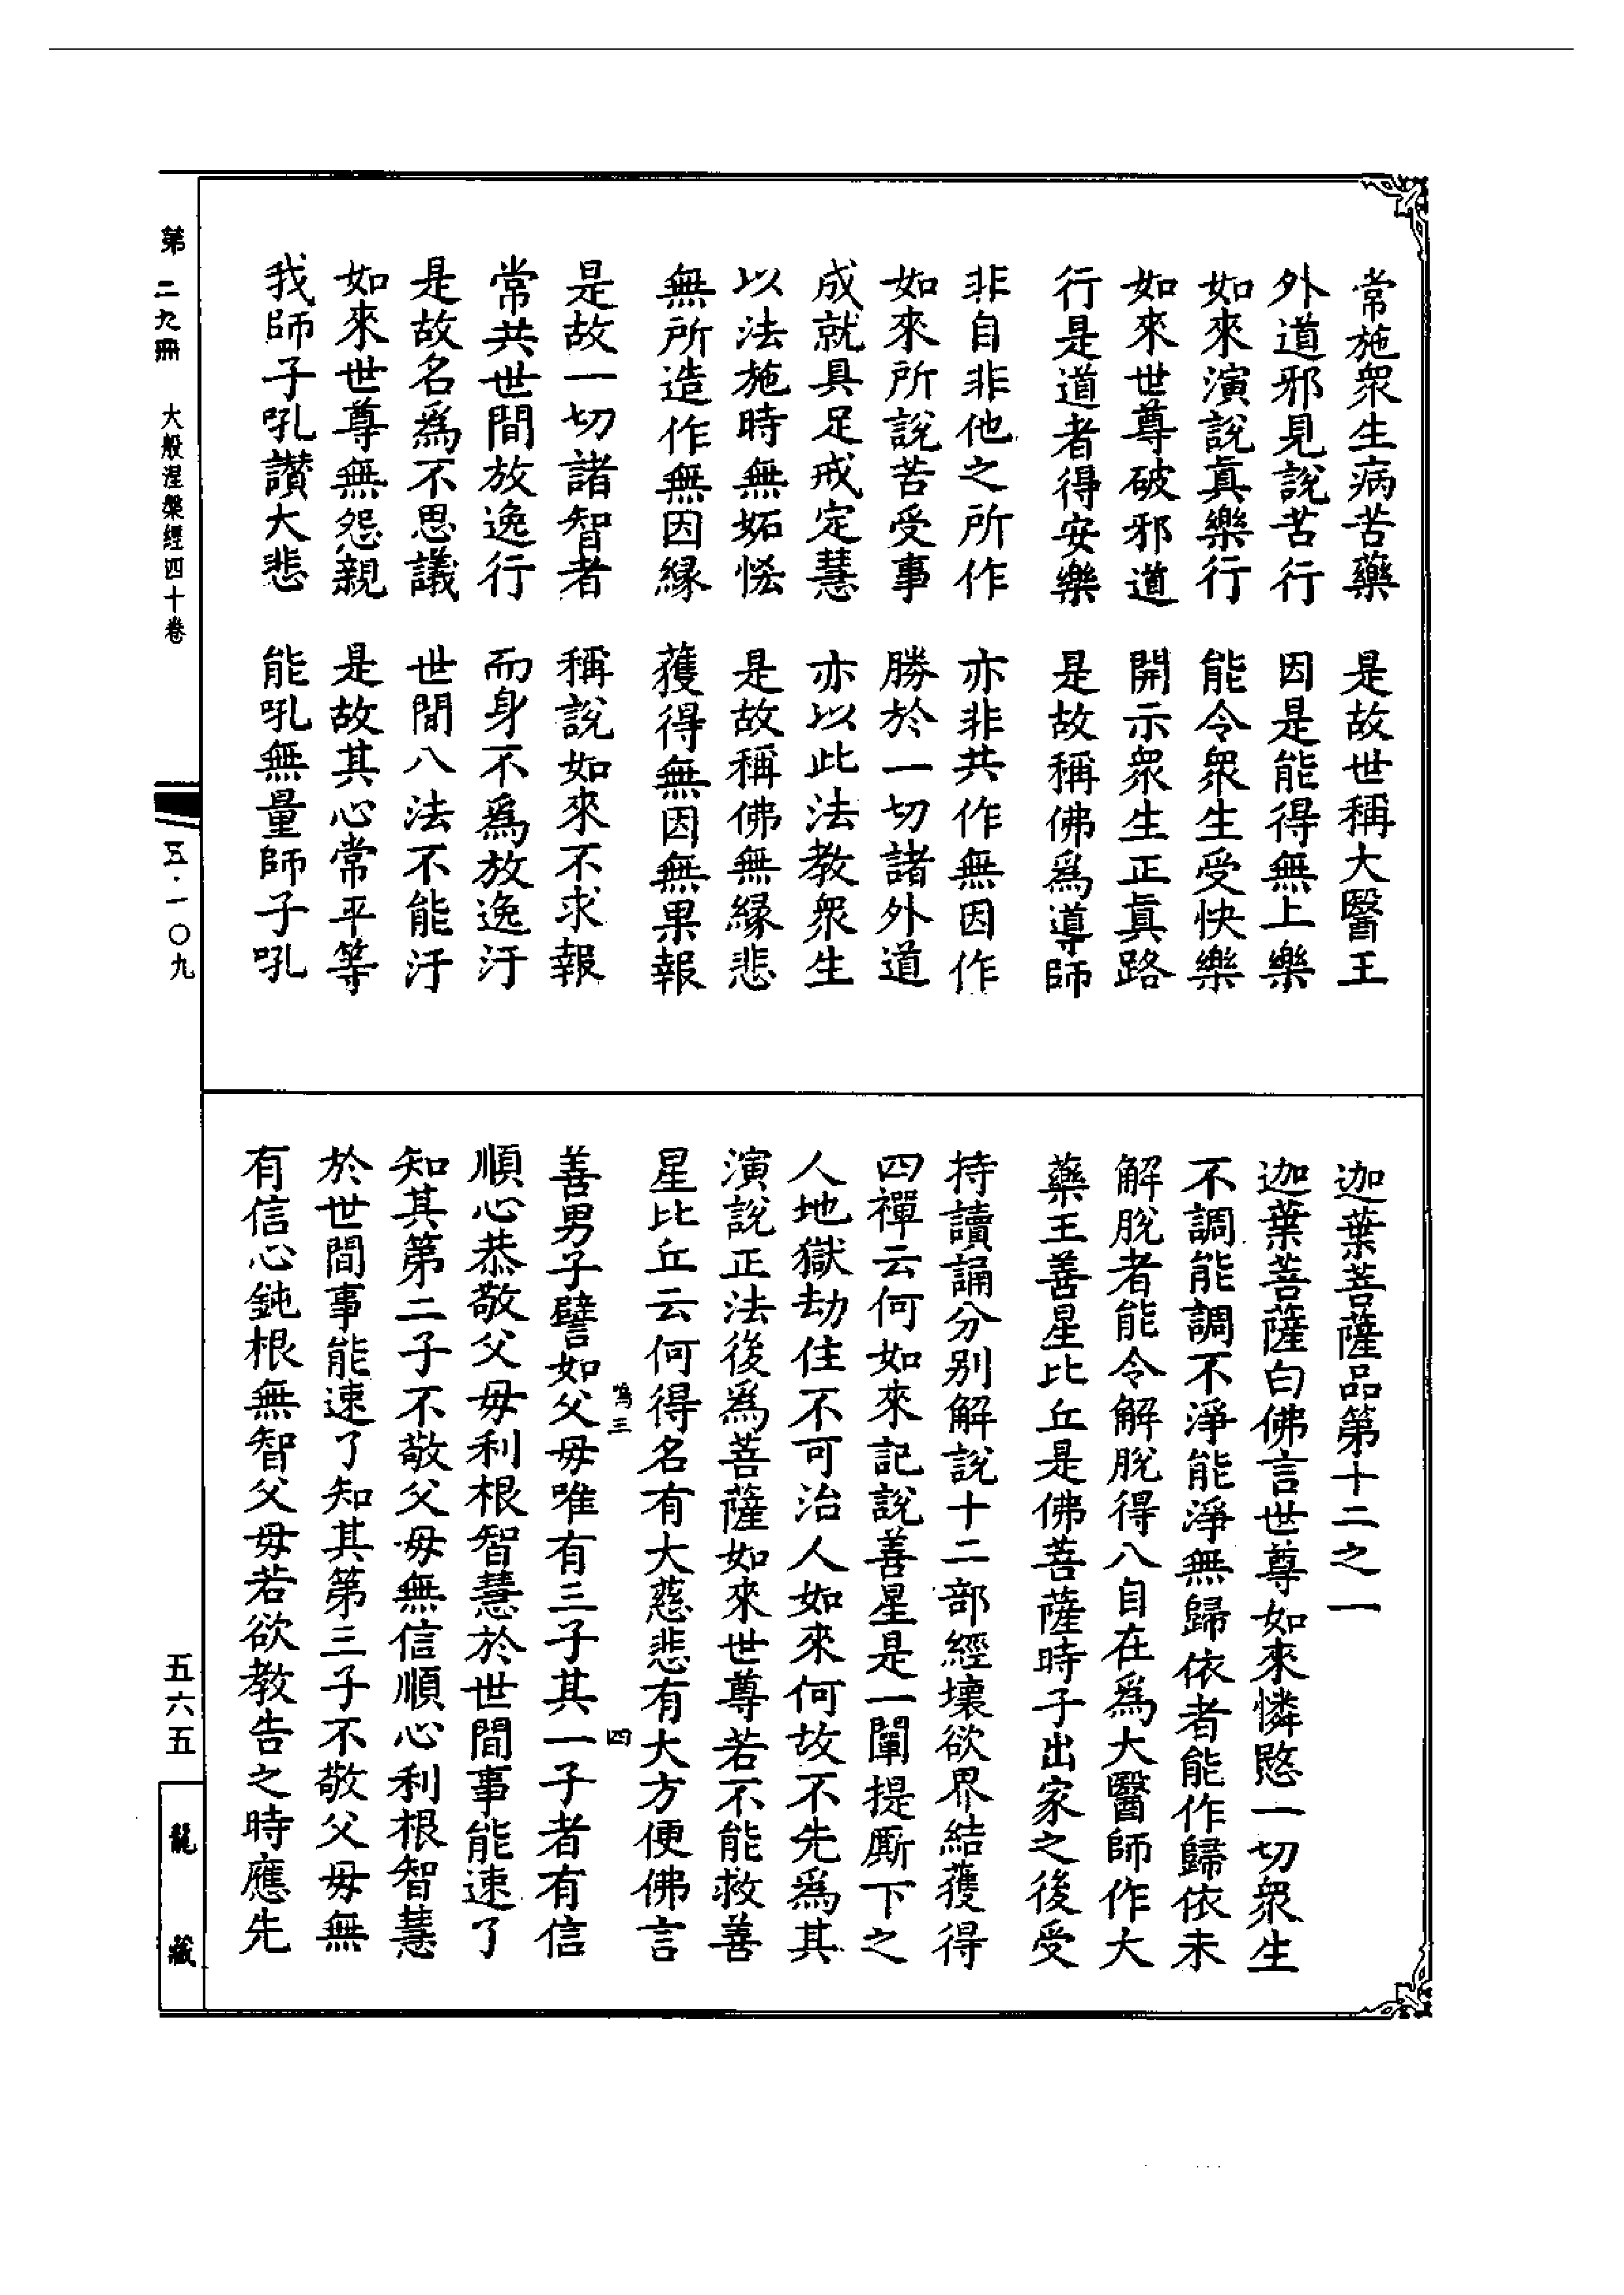 常施衆生病苦藥　是故世稱大醫王
外道邪見說苦行　因是能得無上樂
如來演說眞樂行　能令衆生受快樂
如來世尊破邪道　開示衆生正眞路
行是道者得安樂　是故稱佛爲導師
非自非他之所作　亦非共作無因作
如來所說苦受事　勝於一切諸外道
成就具足戒定慧　亦以此法教衆生
以法施時無妬悋　是故稱佛無緣悲
無所造作無因緣　獲得無因無果報
是故一切諸智者　稱說如來不求報
常共世間放逸行　而身不爲放逸汙
是故名爲不思議　世間八法不能汙
如來世尊無怨親　是故其心常平等
我師子吼讚大悲　能吼無量師子吼
迦葉菩薩品第十二之一
迦葉菩薩白佛言世尊如來憐愍一切衆生
不調能調不淨能淨無歸依者能作歸依未
解脫者能令解脫得八自在爲大醫師作大
藥王善星比丘是佛菩薩時子出家之後受
持讀誦分别解說十二部經壞欲界結獲得
四禪云何如來記說善星是一闡提厮下之
人地獄劫住不可治人如來何故不先爲其
演說正法後爲菩薩如來世尊若不能救善
星比丘云何得名有大慈悲有大方便佛言
鳴三　四
善男子譬如父母唯有三子其一子者有信
順心恭敬父母利根智慧於世間事能速了
知其第二子不敬父母無信順心利根智慧
於世間事能速了知其第三子不敬父母無
有信心鈍根無智父母若欲教告之時應先
第二九冊　大般涅槃經四十卷　五·一〇九
五六五　龍藏